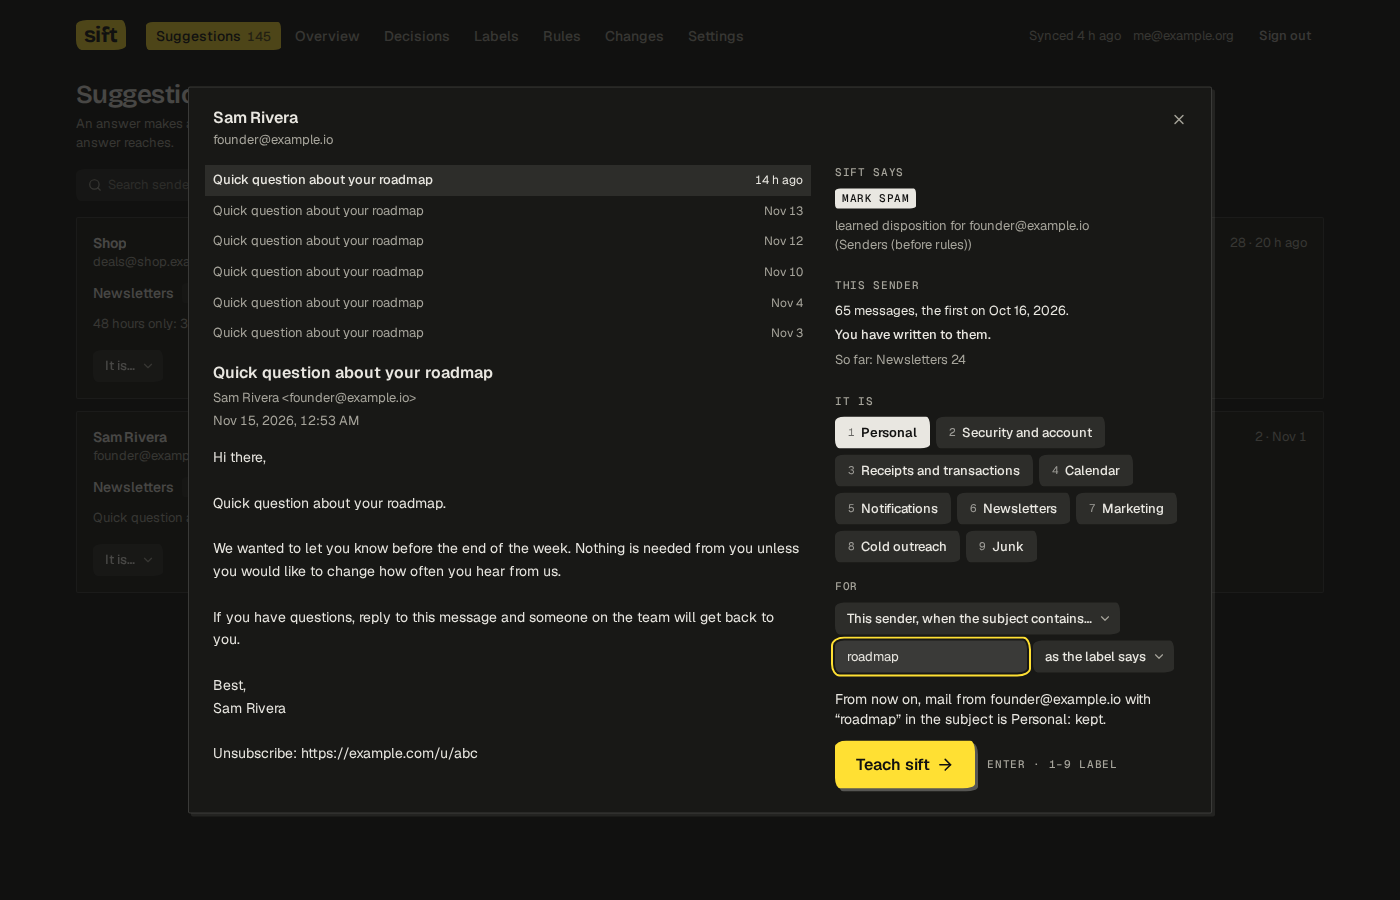 sift
Suggestions 145
Overview
Decisions
Labels
Rules
Changes
Settings
Synced 4 h ago
me@example.org
Sign out
Suggestic
An answer makes a
answer reaches.
Search sende
Shop
deals@shop.exa
Newsletters
48 hours only: 3
It is...
28 · 20 h ago
Sam Rivera
founder@examp
Newsletters
Quick question a
It is...
2 · Nov 1
Sam Rivera
founder@example.io
Quick question about your roadmap 14 h ago
Quick question about your roadmap Nov 13
Quick question about your roadmap Nov 12
Quick question about your roadmap Nov 10
Quick question about your roadmap Nov 4
Quick question about your roadmap Nov 3
Quick question about your roadmap
Sam Rivera <founder@example.io>
Nov 15, 2026, 12:53 AM
Hi there,
Quick question about your roadmap.
We wanted to let you know before the end of the week. Nothing is needed from you unless
you would like to change how often you hear from us.
If you have questions, reply to this message and someone on the team will get back to
you.
Best,
Sam Rivera
Unsubscribe: https://example.com/u/abc
SIFT SAYS
MARK SPAM
learned disposition for founder@example.io
(Senders (before rules))
THIS SENDER
65 messages, the first on Oct 16, 2026.
You have written to them.
So far: Newsletters 24
IT IS
1 Personal
2 Security and account
3 Receipts and transactions
4 Calendar
5 Notifications
6 Newsletters
7 Marketing
8 Cold outreach
9 Junk
FOR
This sender, when the subject contains...
roadmap
as the label says
From now on, mail from founder@example.io with
“roadmap” in the subject is Personal: kept.
Teach sift →
ENTER · 1–9 LABEL